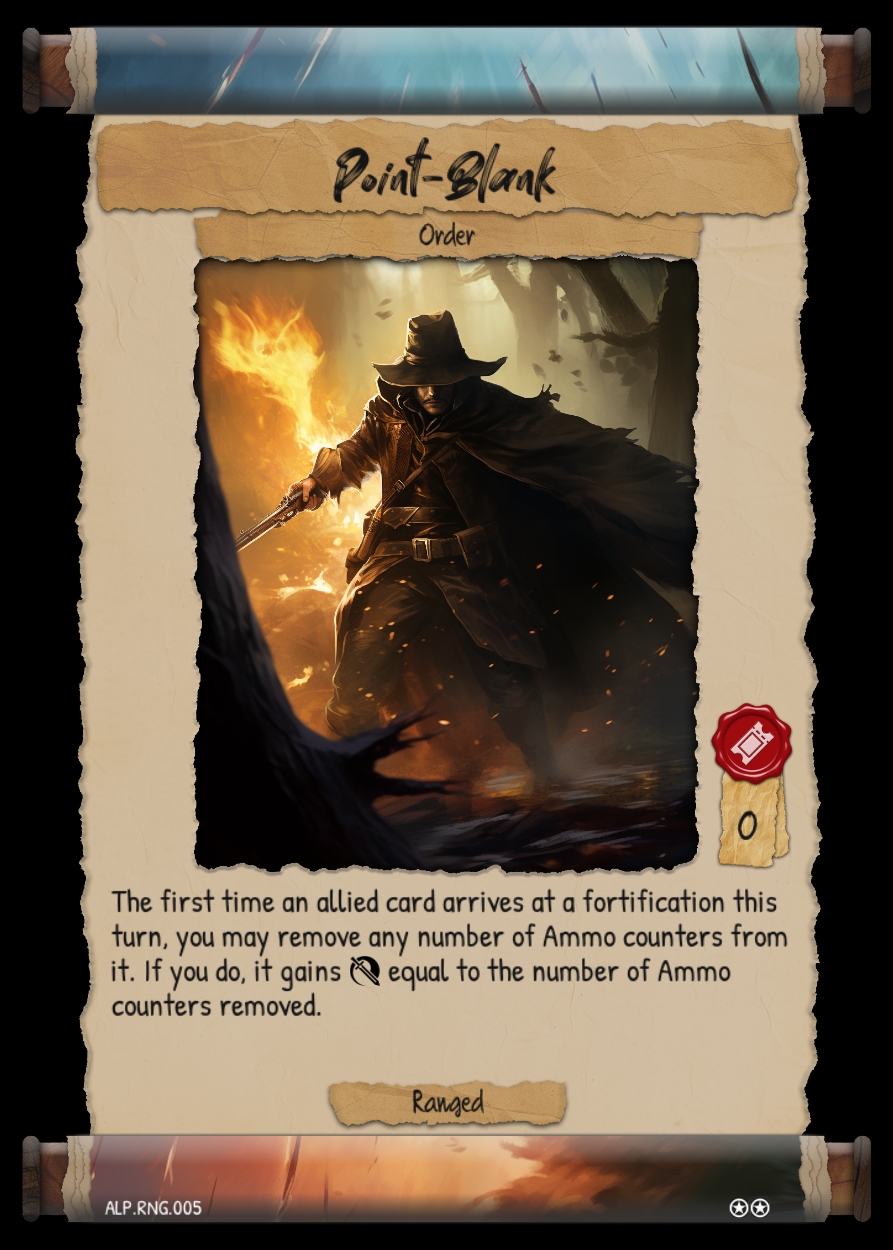 Point-Blank
Order
0
The first time an allied card arrives at a fortification this
turn, you may remove any number of Ammo counters from
it. If you do, it gains equal to the number of Ammo
counters removed.
Ranged
ALP.RNG.005